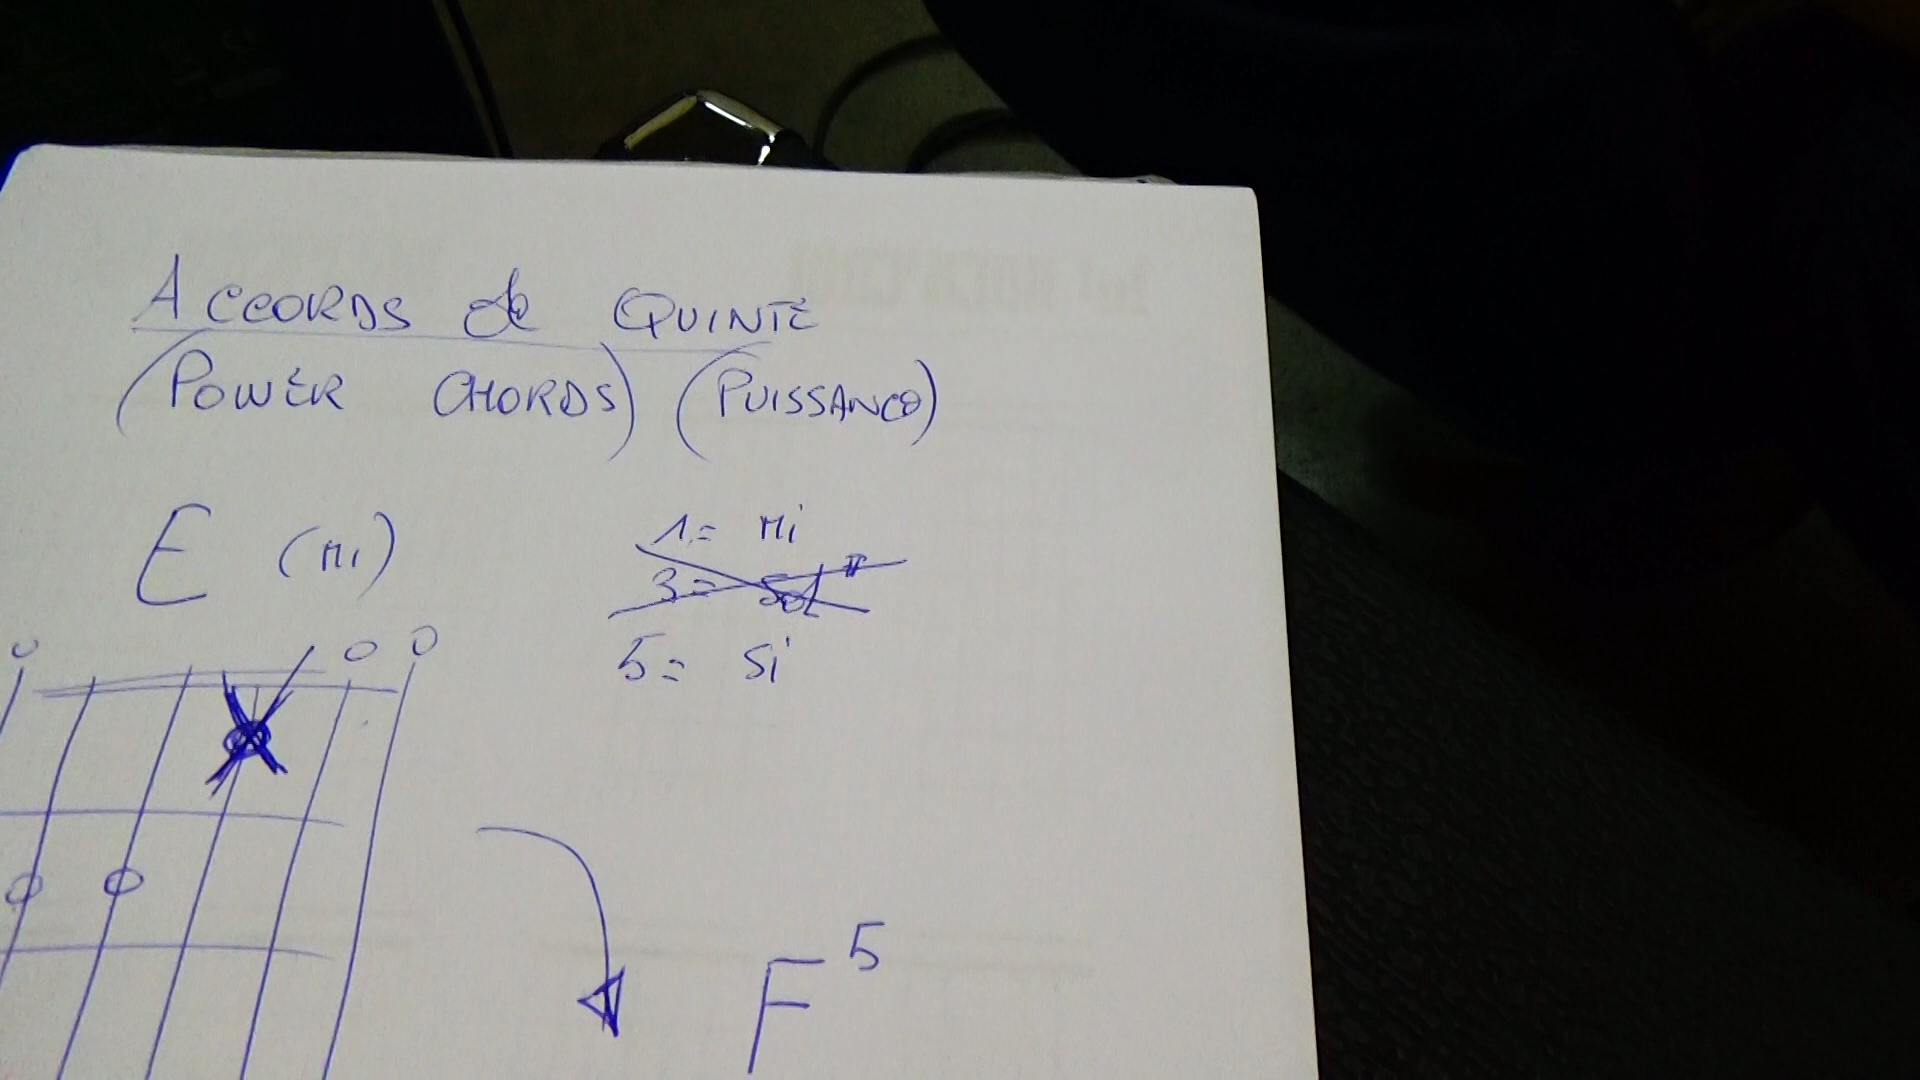 ACCORDS de QUINTE
(POWER CHORDS) (PUISSANCE)
E (Mi)
1= Mi
3= Sol #
5= Si
F5